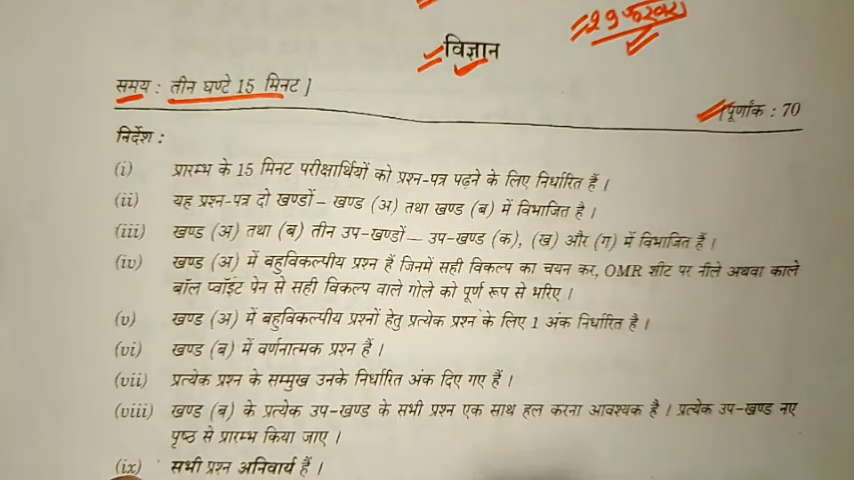 29 फरवरी
विज्ञान
समय : तीन घण्टे 15 मिनट ]
[पूर्णांक : 70
निर्देश :
(i) प्रारम्भ के 15 मिनट परीक्षार्थियों को प्रश्न-पत्र पढ़ने के लिए निर्धारित हैं ।
(ii) यह प्रश्न-पत्र दो खण्डों – खण्ड (अ) तथा खण्ड (ब) में विभाजित है ।
(iii) खण्ड (अ) तथा (ब) तीन उप-खण्डों — उप-खण्ड (क), (ख) और (ग) में विभाजित हैं ।
(iv) खण्ड (अ) में बहुविकल्पीय प्रश्न हैं जिनमें सही विकल्प का चयन कर, OMR शीट पर नीले अथवा काले
बॉल प्वॉइंट पेन से सही विकल्प वाले गोले को पूर्ण रूप से भरिए ।
(v) खण्ड (अ) में बहुविकल्पीय प्रश्नों हेतु प्रत्येक प्रश्न के लिए 1 अंक निर्धारित है ।
(vi) खण्ड (ब) में वर्णनात्मक प्रश्न हैं ।
(vii) प्रत्येक प्रश्न के सम्मुख उनके निर्धारित अंक दिए गए हैं ।
(viii) खण्ड (ब) के प्रत्येक उप-खण्ड के सभी प्रश्न एक साथ हल करना आवश्यक है । प्रत्येक उप-खण्ड नए
पृष्ठ से प्रारम्भ किया जाए ।
(ix) सभी प्रश्न अनिवार्य हैं ।